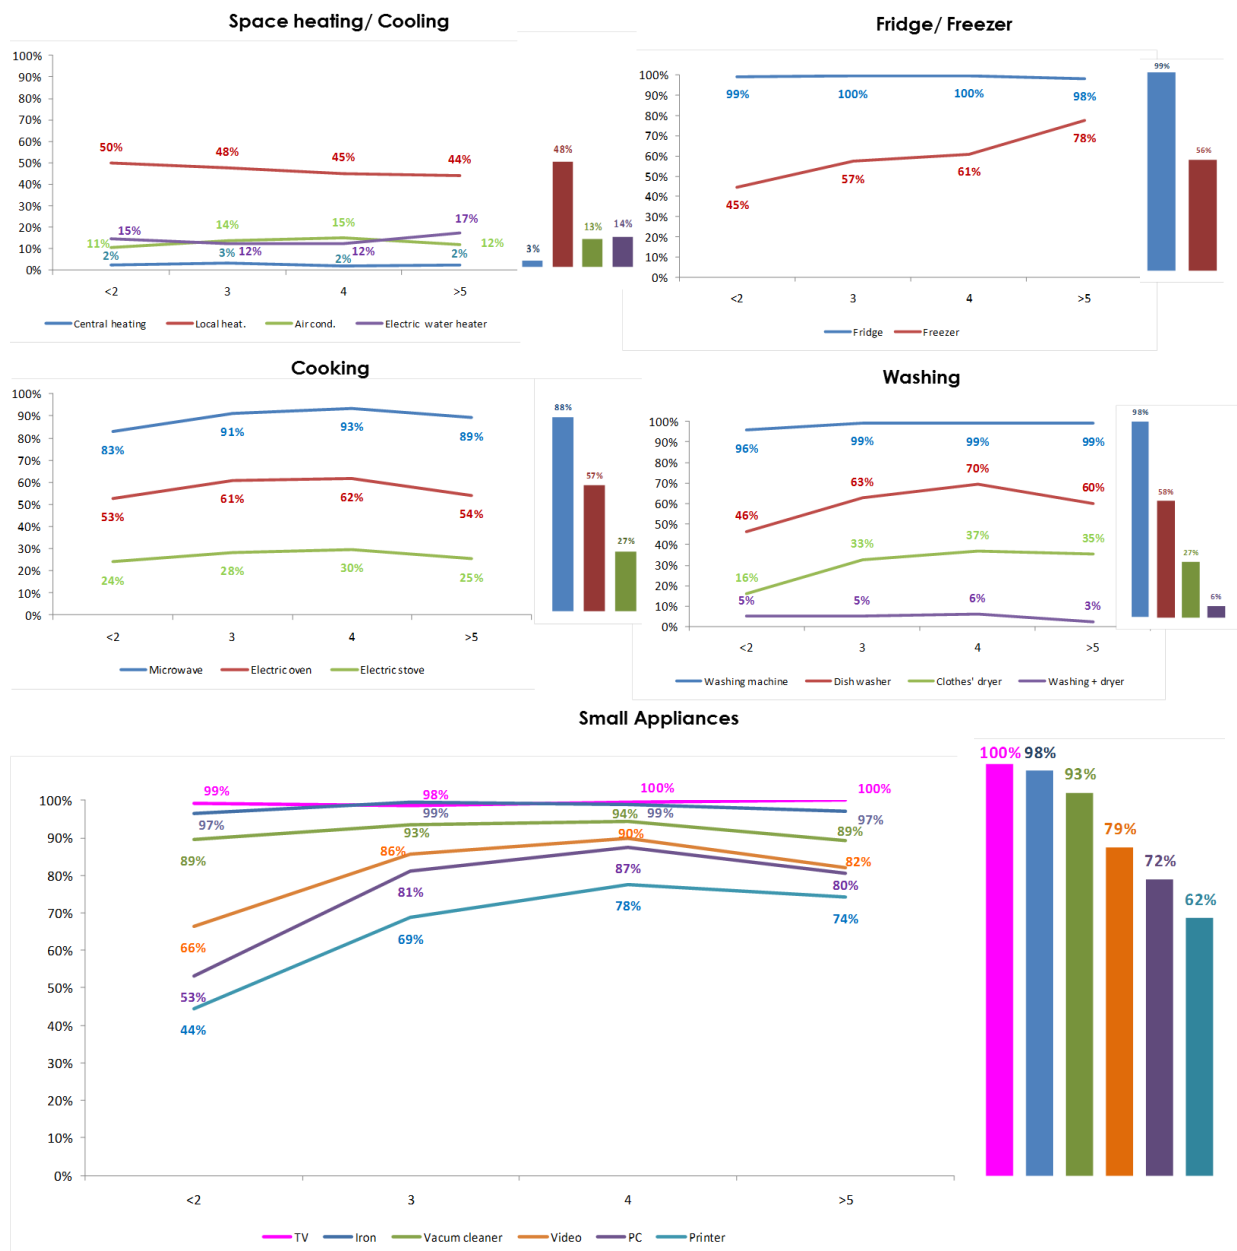 Space heating/ Cooling
100%
90%
80%
70%
60%
50%
40%
30%
20%
10%
0%
50% 48% 45% 44%
11% 14% 15% 12%
15% 12% 12% 17%
2% 3% 2% 2%
<2 3 4 >5
3% 48% 13% 14%
Central heating Local heat. Air cond. Electric water heater
Fridge/ Freezer
100%
90%
80%
70%
60%
50%
40%
30%
20%
10%
0%
99% 100% 100% 98%
45% 57% 61% 78%
<2 3 4 >5
99% 56%
Fridge Freezer
Cooking
100%
90%
80%
70%
60%
50%
40%
30%
20%
10%
0%
83% 91% 93% 89%
53% 61% 62% 54%
24% 28% 30% 25%
<2 3 4 >5
88% 57% 27%
Microwave Electric oven Electric stove
Washing
100%
90%
80%
70%
60%
50%
40%
30%
20%
10%
0%
96% 99% 99% 99%
46% 63% 70% 60%
16% 33% 37% 35%
5% 5% 6% 3%
<2 3 4 >5
98% 58% 27% 6%
Washing machine Dish washer Clothes' dryer Washing + dryer
Small Appliances
100%
90%
80%
70%
60%
50%
40%
30%
20%
10%
0%
99% 98% 100% 100%
97% 99% 99% 97%
89% 93% 94% 89%
66% 86% 90% 82%
53% 81% 87% 80%
44% 69% 78% 74%
<2 3 4 >5
100% 98% 93% 79% 72% 62%
TV Iron Vacum cleaner Video PC Printer